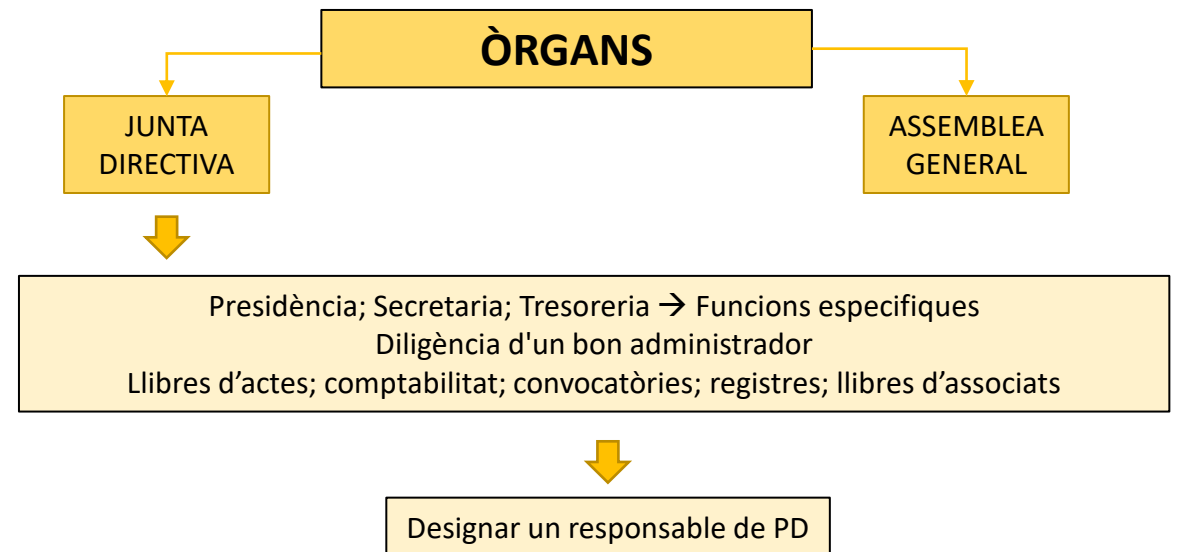 ÒRGANS
JUNTA
DIRECTIVA
ASSEMBLEA
GENERAL
Presidència; Secretaria; Tresoreria → Funcions especifiques
Diligència d'un bon administrador
Llibres d’actes; comptabilitat; convocatòries; registres; llibres d’associats
Designar un responsable de PD